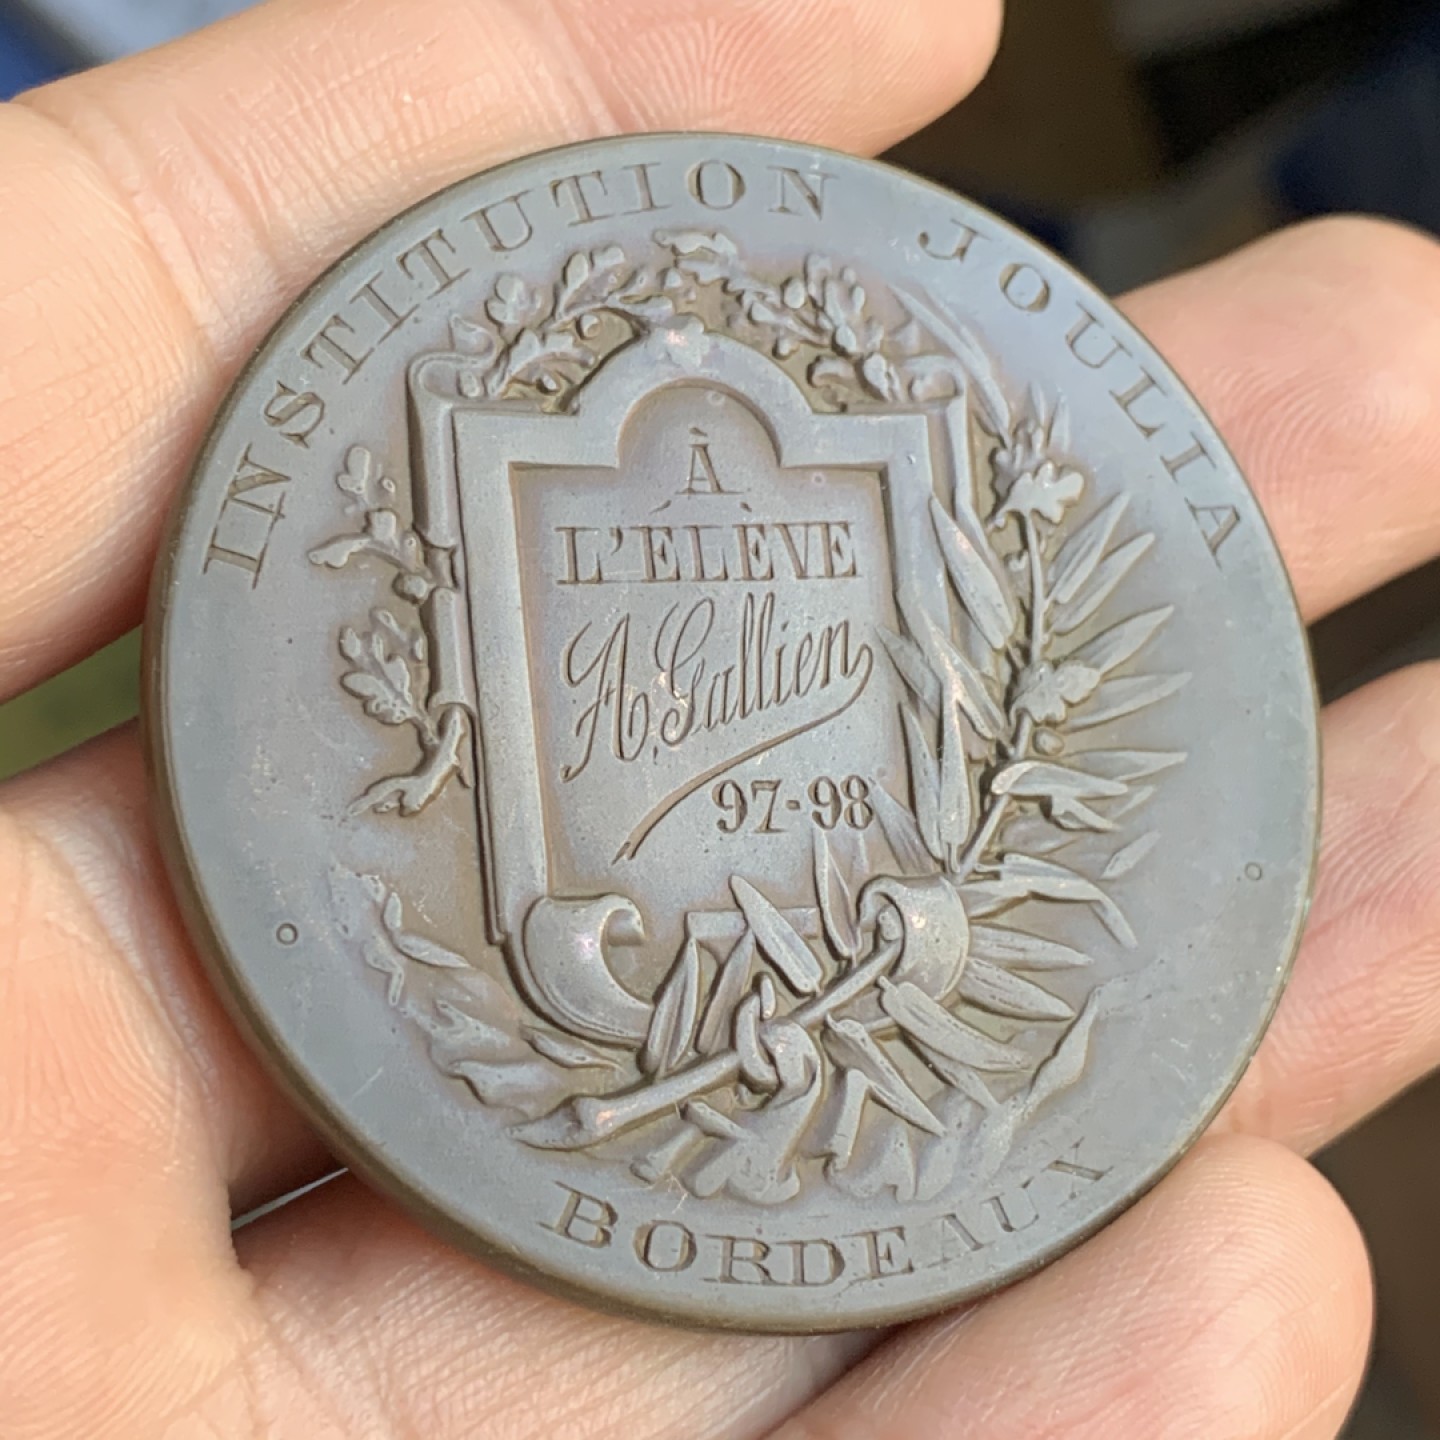 INSTITUTION JOULIA
À
L'ÉLÈVE
A. Gallien
97-98
BORDEAUX